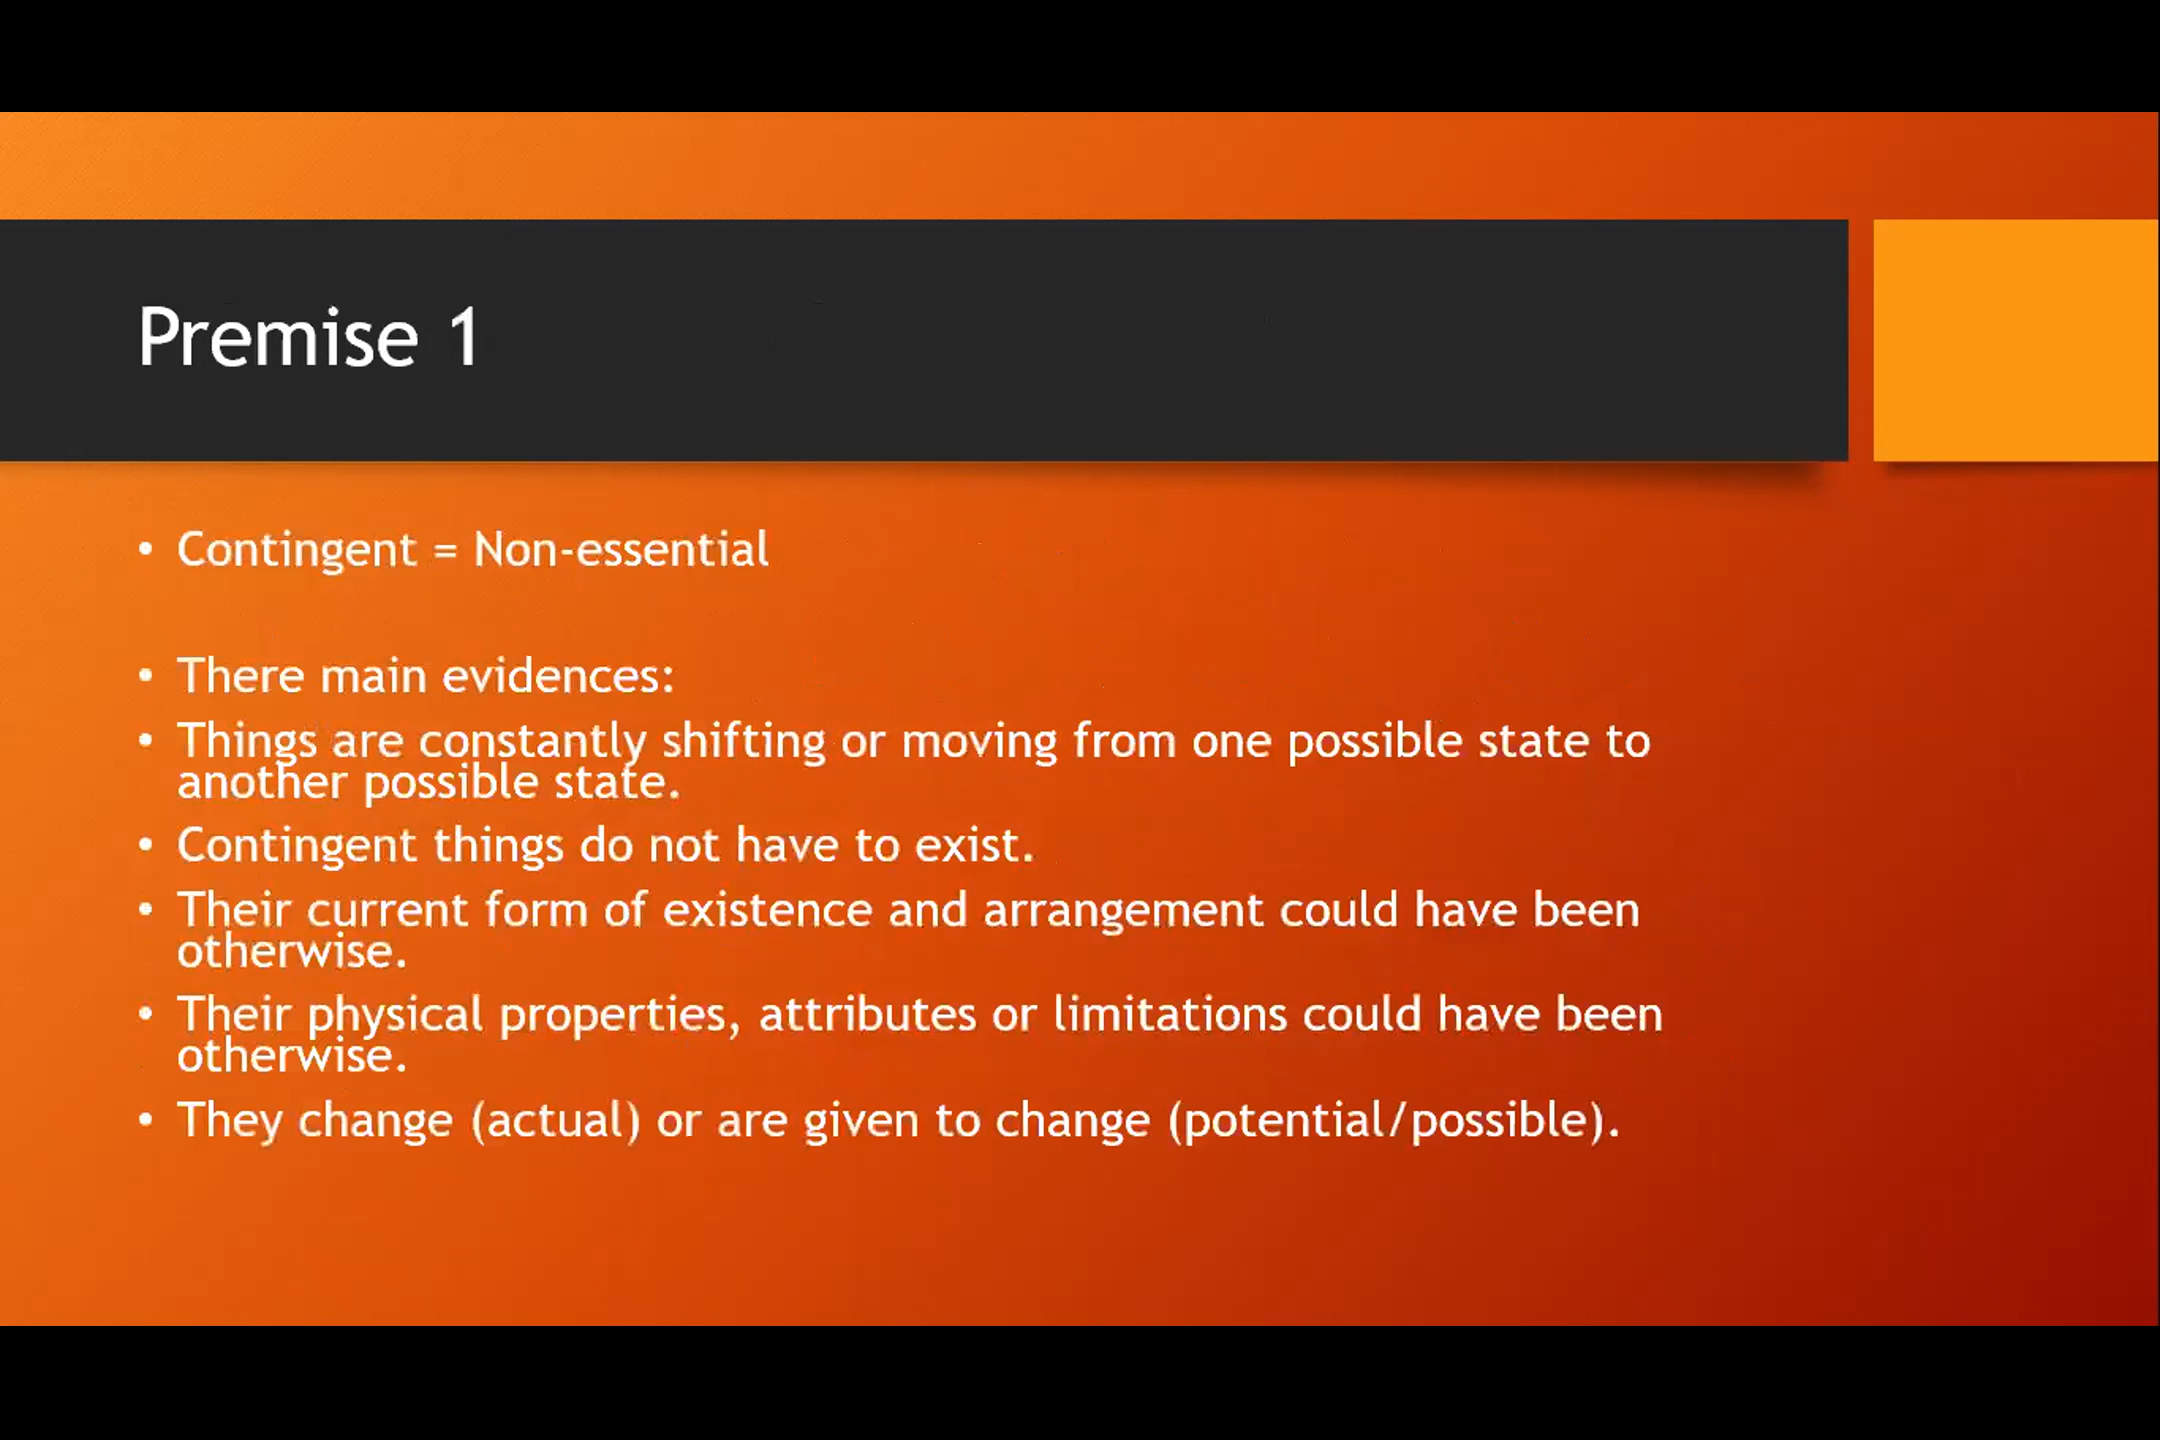 Premise 1
• Contingent = Non-essential
• There main evidences:
• Things are constantly shifting or moving from one possible state to
another possible state.
• Contingent things do not have to exist.
• Their current form of existence and arrangement could have been
otherwise.
• Their physical properties, attributes or limitations could have been
otherwise.
• They change (actual) or are given to change (potential/possible).